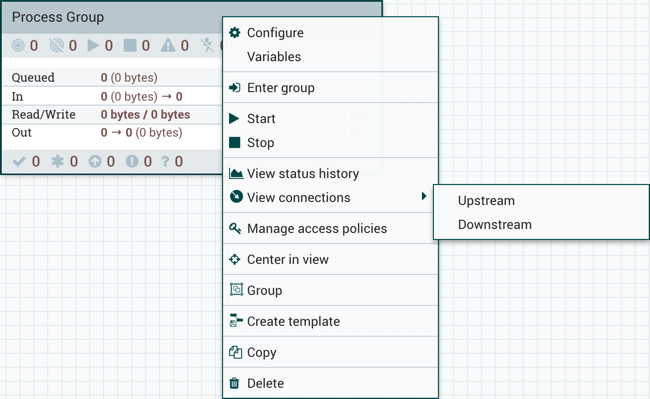 Process Group
0 0 0 0 0
Queued 0 (0 bytes)
In 0 (0 bytes) → 0
Read/Write 0 bytes / 0 bytes
Out 0 → 0 (0 bytes)
0 0 0 0 ? 0
Configure
Variables
Enter group
Start
Stop
View status history
View connections
Upstream
Downstream
Manage access policies
Center in view
Group
Create template
Copy
Delete